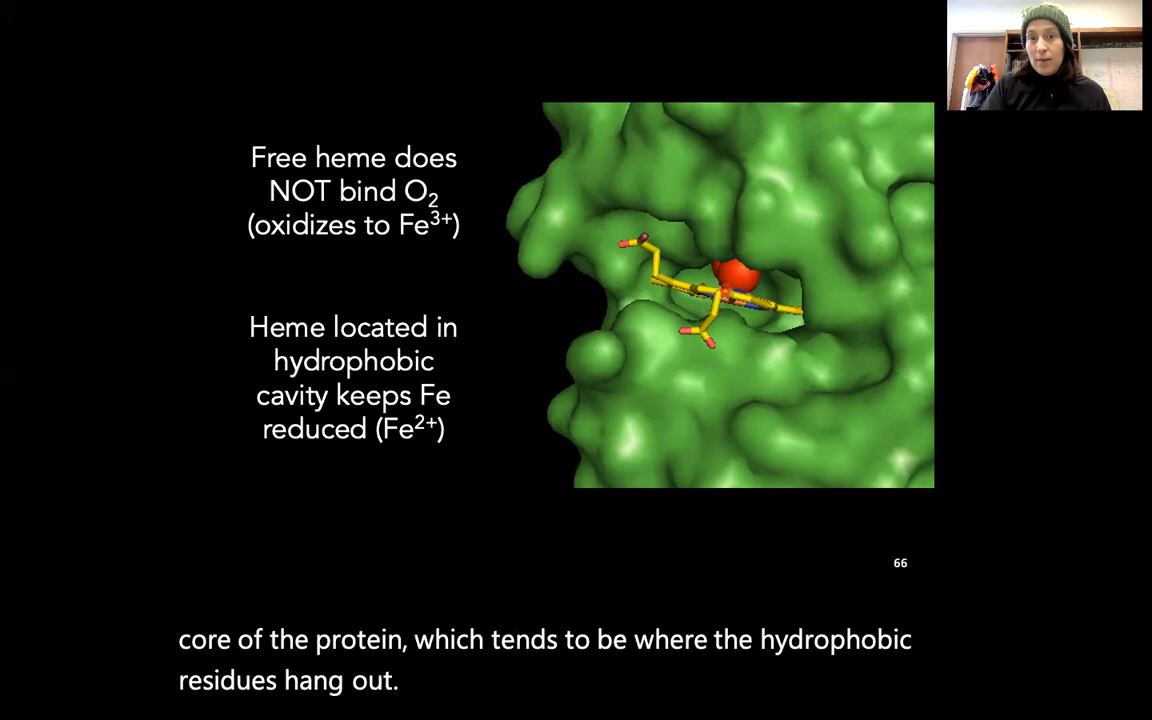 Free heme does
NOT bind O₂
(oxidizes to Fe³⁺)
Heme located in
hydrophobic
cavity keeps Fe
reduced (Fe²⁺)
66
core of the protein, which tends to be where the hydrophobic
residues hang out.